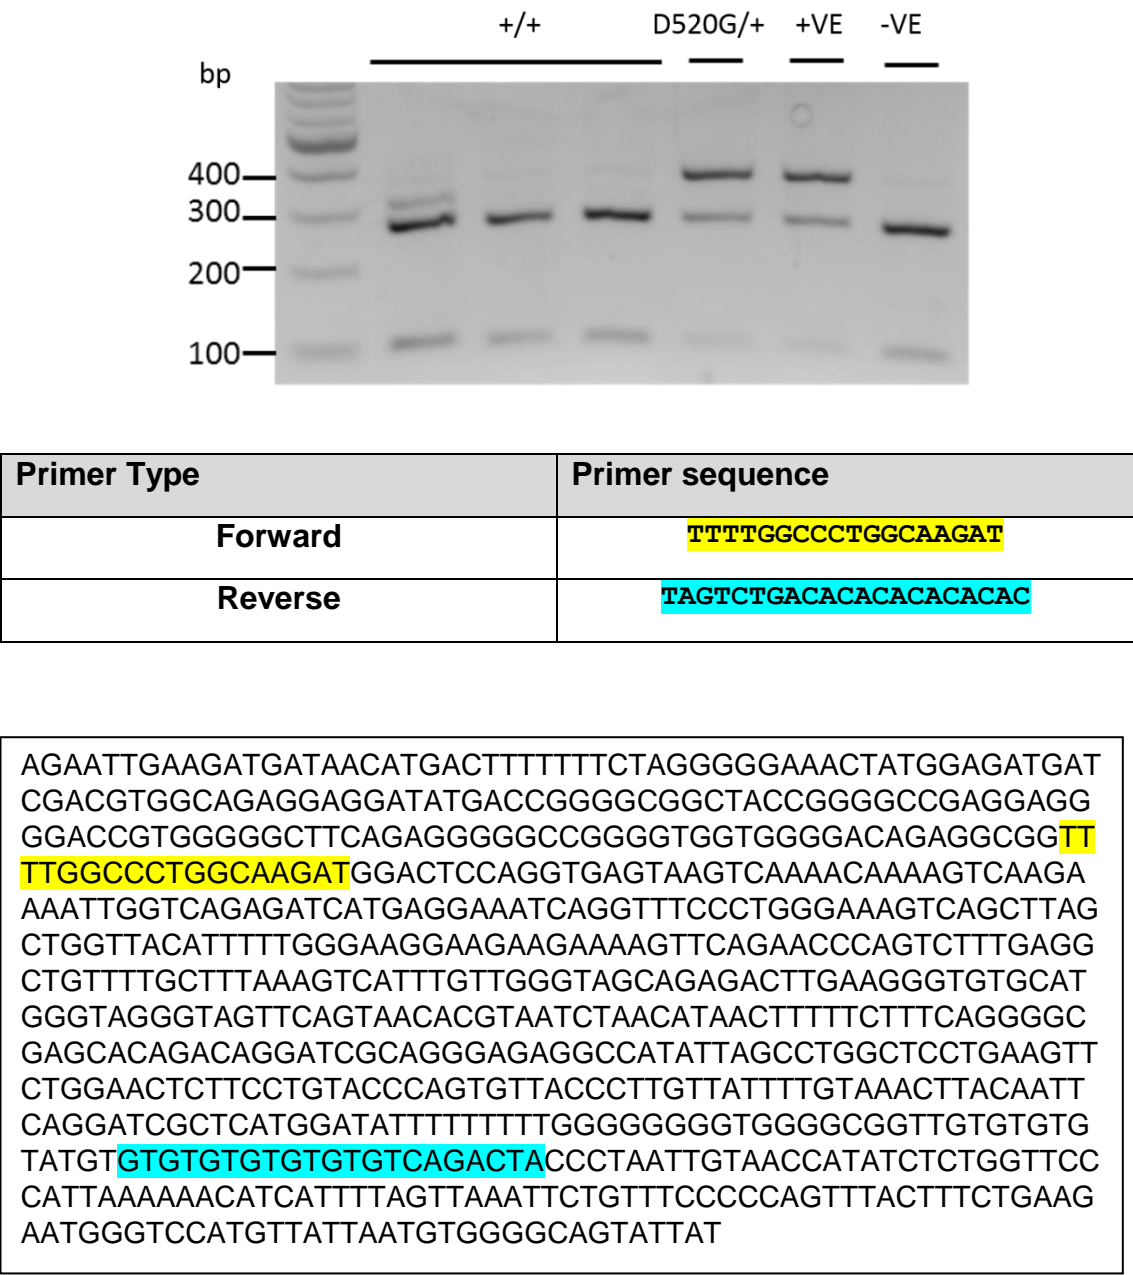 +/+ D520G/+ +VE -VE
bp
400
300
200
100
Primer Type Primer sequence
Forward TTTTGGCCCTGGCAAGAT
Reverse TAGTCTGACACACACACACAC
AGAATTGAAGATGATAACATGACTTTTTTTCTAGGGGGAAACTATGGAGATGAT
CGACGTGGCAGAGGAGGATATGACCGGGGCGGCTACCGGGGCCGAGGAGG
GGACCGTGGGGGCTTCAGAGGGGGCCGGGGTGGTGGGGACAGAGGCGGTT
TTGGCCCTGGCAAGATGGACTCCAGGTGAGTAAGTCAAAACAAAAGTCAAGA
AAATTGGTCAGAGATCATGAGGAAATCAGGTTTCCCTGGGAAAGTCAGCTTAG
CTGGTTACATTTTTGGGAAGGAAGAAGAAAAGTTCAGAACCCAGTCTTTGAGG
CTGTTTTGCTTTAAAGTCATTTGTTGGGTAGCAGAGACTTGAAGGGTGTGCAT
GGGTAGGGTAGTTCAGTAACACGTAATCTAACATAACTTTTTCTTTCAGGGGC
GAGCACAGACAGGATCGCAGGGAGAGGCCATATTAGCCTGGCTCCTGAAGTT
CTGGAACTCTTCCTGTACCCAGTGTTACCCTTGTTATTTTGTAAACTTACAATT
CAGGATCGCTCATGGATATTTTTTTTTGGGGGGGGTGGGGCGGTTGTGTGTG
TATGTGTGTGTGTGTGTGTCAGACTACCCTAATTGTAACCATATCTCTGGTTCC
CATTAAAAAACATCATTTTAGTTAAATTCTGTTTCCCCCAGTTTACTTTCTGAAG
AATGGGTCCATGTTATTAATGTGGGGCAGTATTAT